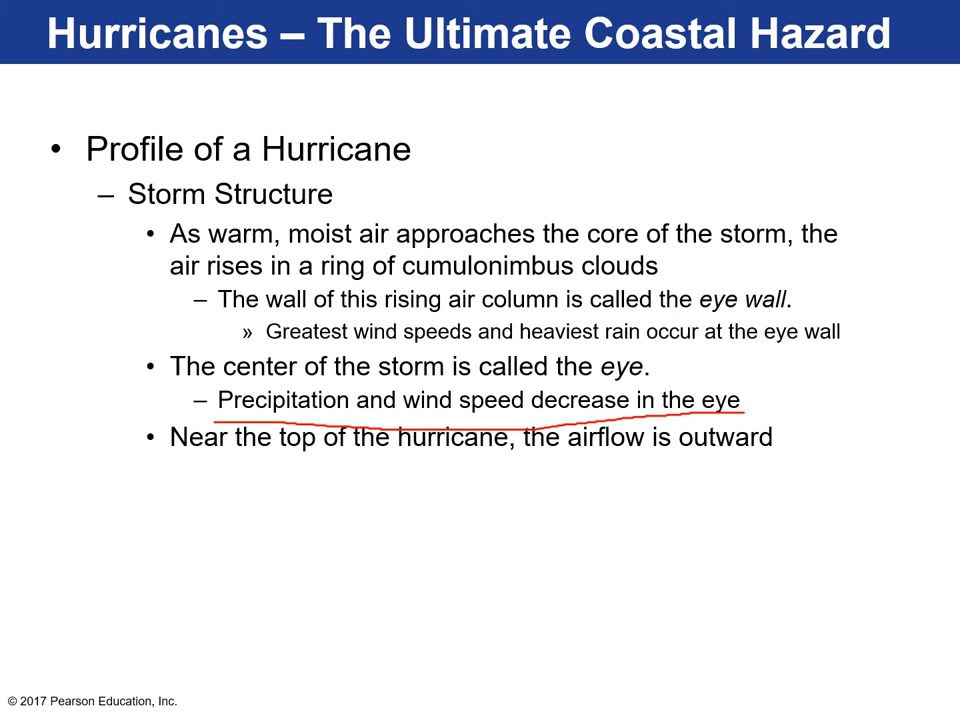 Hurricanes – The Ultimate Coastal Hazard
• Profile of a Hurricane
– Storm Structure
• As warm, moist air approaches the core of the storm, the
air rises in a ring of cumulonimbus clouds
– The wall of this rising air column is called the eye wall.
» Greatest wind speeds and heaviest rain occur at the eye wall
• The center of the storm is called the eye.
– Precipitation and wind speed decrease in the eye
• Near the top of the hurricane, the airflow is outward
© 2017 Pearson Education, Inc.